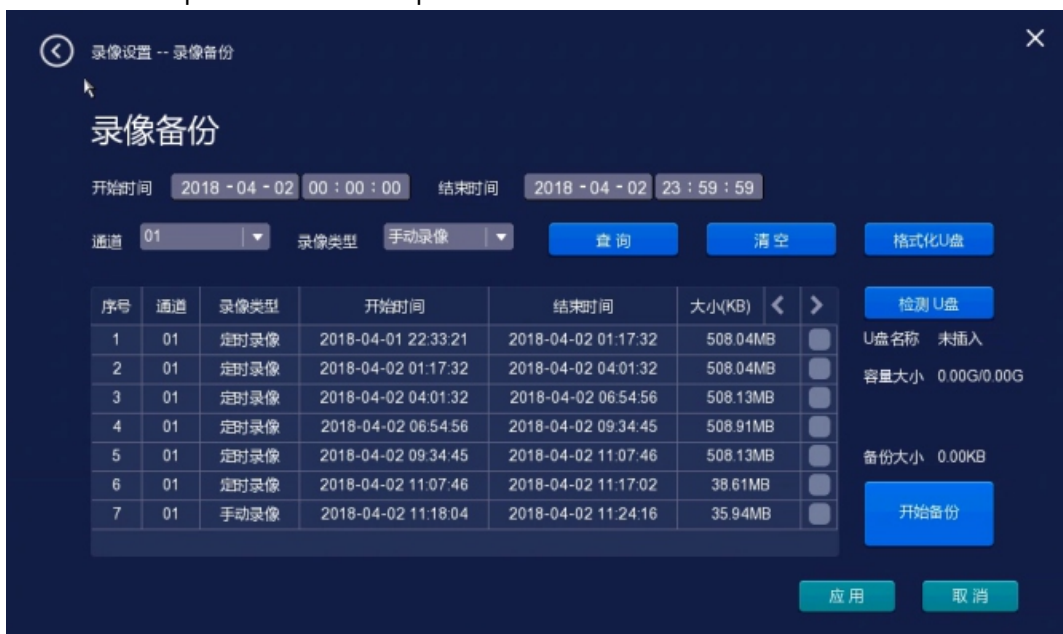 录像设置 -- 录像备份
录像备份
开始时间 2018 - 04 - 02 00 : 00 : 00 结束时间 2018 - 04 - 02 23 : 59 : 59
通道 01 录像类型 手动录像 查询 清空 格式化U盘
序号 通道 录像类型 开始时间 结束时间 大小(KB) 检测 U盘
1 01 定时录像 2018-04-01 22:33:21 2018-04-02 01:17:32 508.04MB U盘名称 未插入
2 01 定时录像 2018-04-02 01:17:32 2018-04-02 04:01:32 508.04MB 容量大小 0.00G/0.00G
3 01 定时录像 2018-04-02 04:01:32 2018-04-02 06:54:56 508.13MB
4 01 定时录像 2018-04-02 06:54:56 2018-04-02 09:34:45 508.91MB
5 01 定时录像 2018-04-02 09:34:45 2018-04-02 11:07:46 508.13MB 备份大小 0.00KB
6 01 定时录像 2018-04-02 11:07:46 2018-04-02 11:17:02 38.61MB
7 01 手动录像 2018-04-02 11:18:04 2018-04-02 11:24:16 35.94MB 开始备份
应用 取消